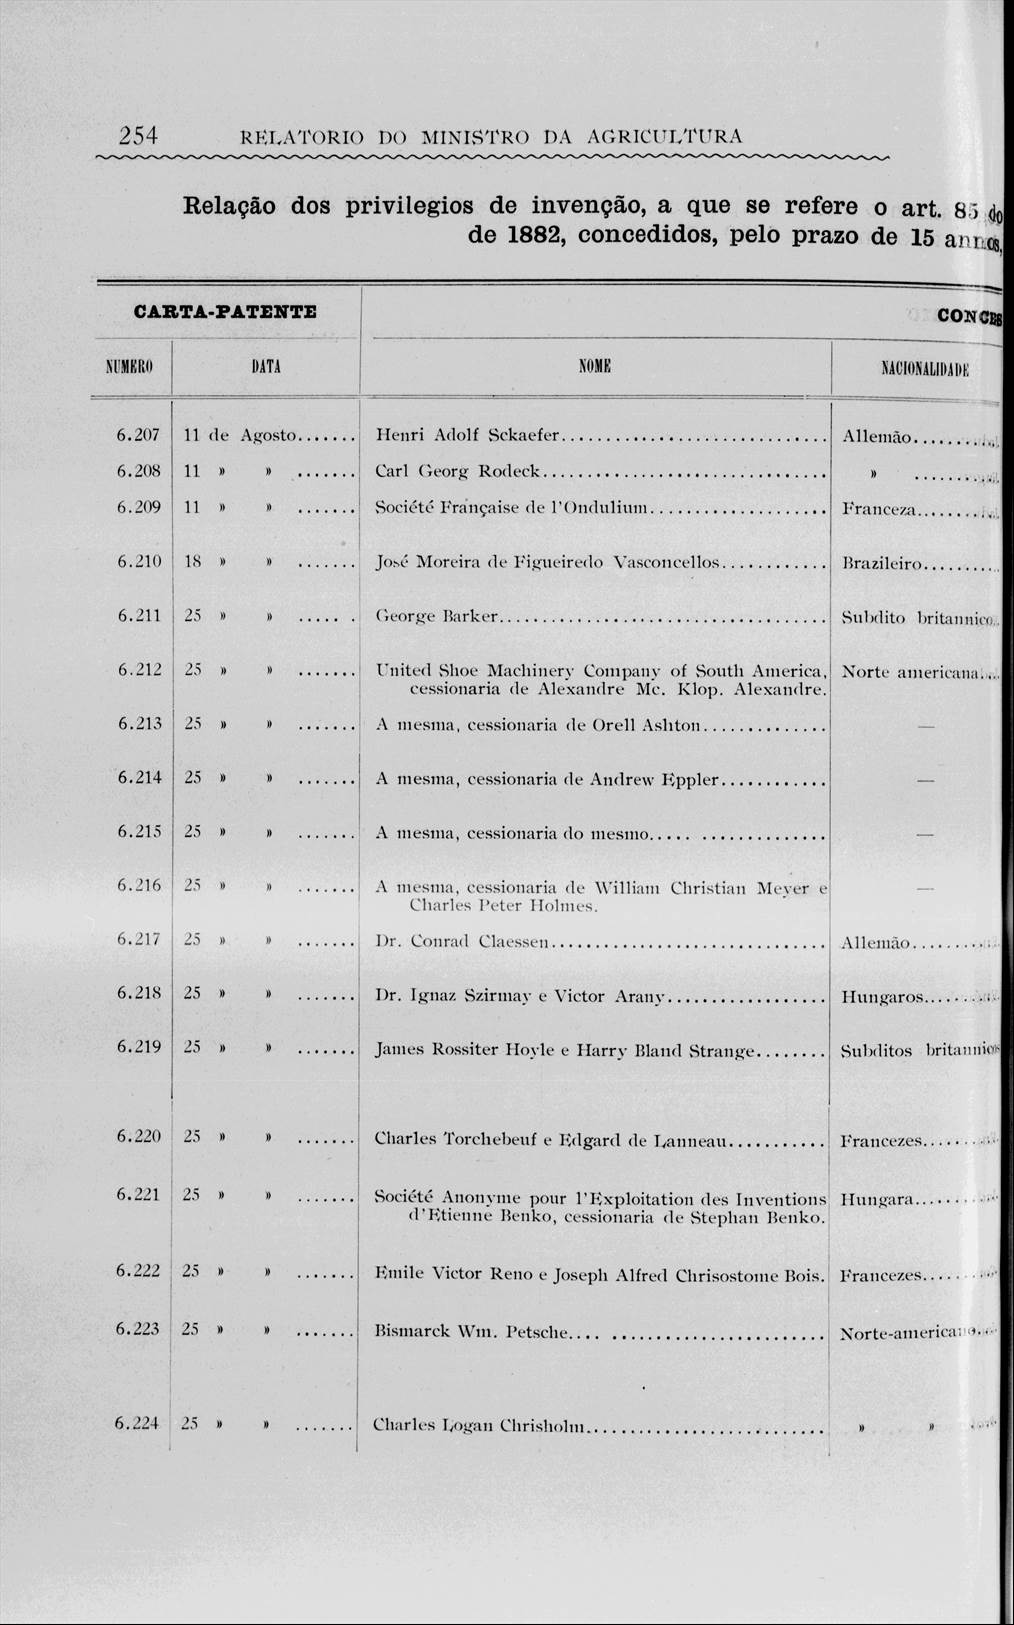 254 RELATORIO DO MINISTRO DA AGRICULTURA
Relação dos privilegios de invenção, a que se refere o art. 85 do
de 1882, concedidos, pelo prazo de 15 annos,
CARTA-PATENTE CONCES
NUMERO DATA NOME NACIONALIDADE
6.207 11 de Agosto....... Henri Adolf Sckaefer.............................. Allemão..........
6.208 11 » » ....... Carl Georg Rodeck................................ » ..........
6.209 11 » » ....... Société Française de l'Ondulium.................... Franceza..........
6.210 18 » » ....... José Moreira de Figueiredo Vasconcellos............ Brazileiro.........
6.211 25 » » ...... . George Barker..................................... Subdito britannico..
6.212 25 » » ....... United Shoe Machinery Company of South America, Norte americana....
cessionaria de Alexandre Mc. Klop. Alexandre.
6.213 25 » » ....... A mesma, cessionaria de Orell Ashton.............. —
6.214 25 » » ....... A mesma, cessionaria de Andrew Eppler............ —
6.215 25 » » ....... A mesma, cessionaria do mesmo..... .............. —
6.216 25 » » ....... A mesma, cessionaria de William Christian Meyer e —
Charles Peter Holmes.
6.217 25 » » ....... Dr. Conrad Claessen............................... Allemão..........
6.218 25 » » ....... Dr. Ignaz Szirmay e Victor Arany.................. Hungaros.........
6.219 25 » » ....... James Rossiter Hoyle e Harry Bland Strange........ Subditos britannicos
6.220 25 » » ....... Charles Torchebeuf e Edgard de Lanneau........... Francezes.........
6.221 25 » » ....... Société Anonyme pour l'Exploitation des Inventions Hungara..........
d'Etienne Benko, cessionaria de Stephan Benko.
6.222 25 » » ....... Emile Victor Reno e Joseph Alfred Chrisostome Bois. Francezes.........
6.223 25 » » ....... Bismarck Wm. Petsche.... ........................ Norte-americano....
6.224 25 » » ....... Charles Logan Chrisholm........................... » » ....